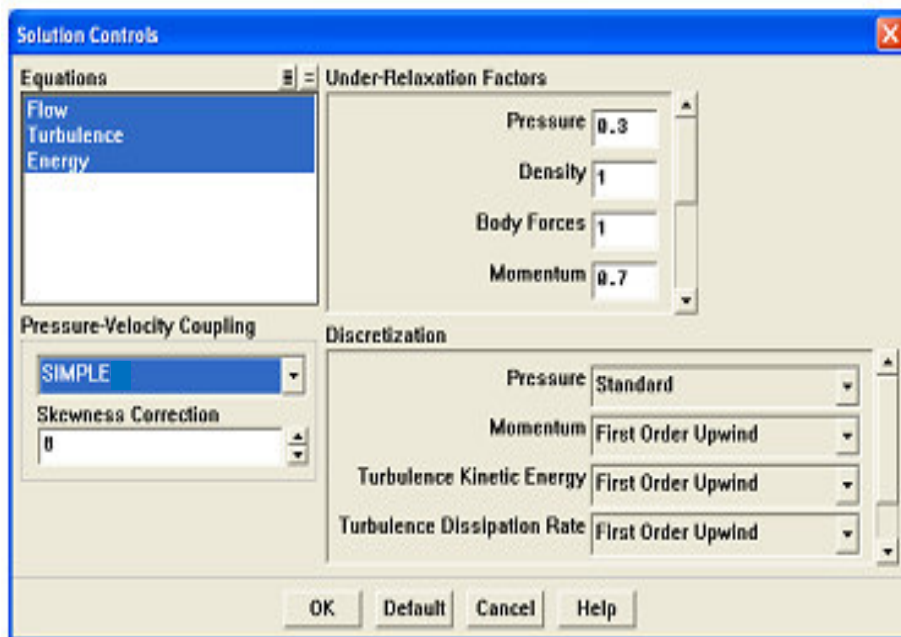 Solution Controls
Equations
Flow
Turbulence
Energy
Under-Relaxation Factors
Pressure 0.3
Density 1
Body Forces 1
Momentum 0.7
Pressure-Velocity Coupling
SIMPLE
Skewness Correction
0
Discretization
Pressure Standard
Momentum First Order Upwind
Turbulence Kinetic Energy First Order Upwind
Turbulence Dissipation Rate First Order Upwind
OK Default Cancel Help